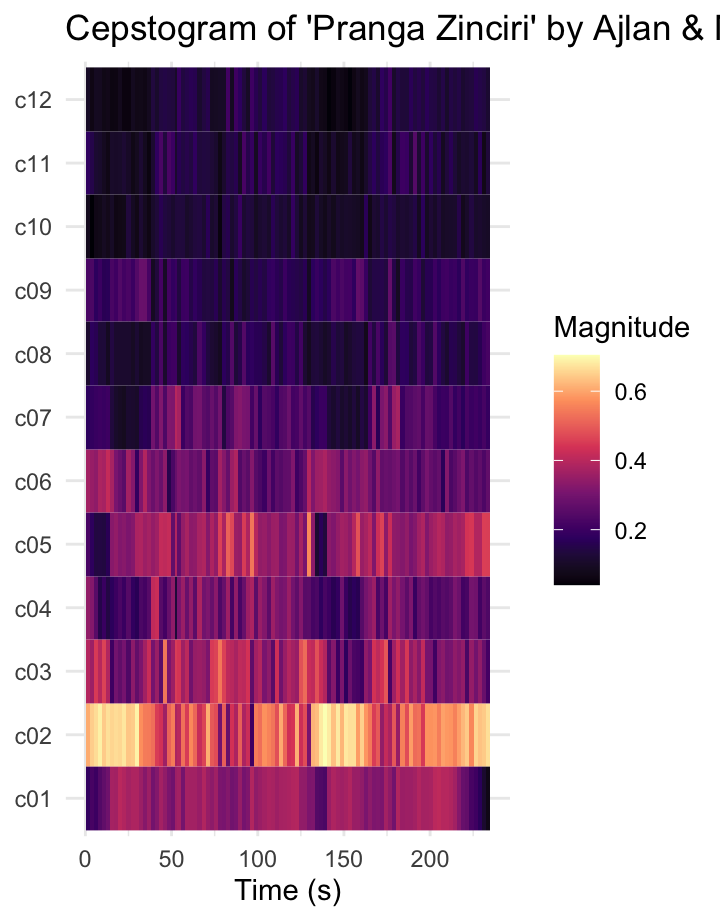 Cepstogram of 'Pranga Zinciri' by Ajlan &
c12
c11
c10
c09
c08
c07
c06
c05
c04
c03
c02
c01
0 50 100 150 200
Time (s)
Magnitude
0.6
0.4
0.2